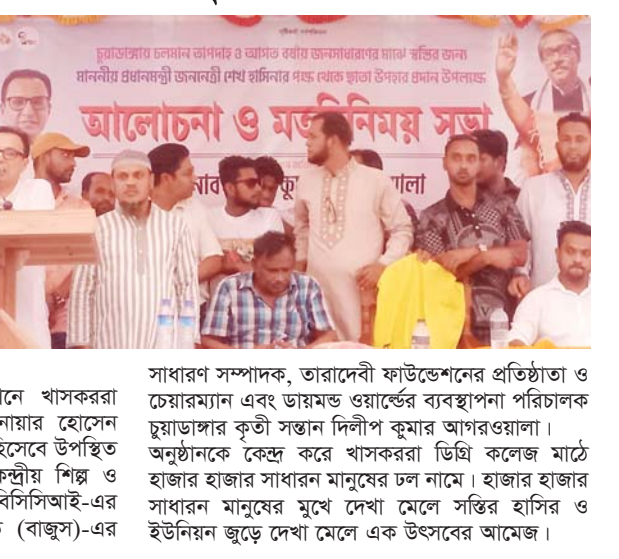 চুয়াডাঙ্গায় চলমান তাপদাহ ও আগত বর্ষায় জনসাধারণের মাঝে স্বস্তির জন্য
মাননীয় প্রধানমন্ত্রী জননেত্রী শেখ হাসিনার পক্ষ থেকে ছাতা উপহার প্রদান উপলক্ষে
আলোচনা ও মতবিনিময় সভা
নে খাসকররা
নোয়ার হোসেন
হিসেবে উপস্থিত
কেন্দ্রীয় শিল্প ও
বিসিসিআই-এর
(বাজুস)-এর
সাধারণ সম্পাদক, তারাদেবী ফাউন্ডেশনের প্রতিষ্ঠাতা ও
চেয়ারম্যান এবং ডায়মন্ড ওয়ার্ল্ডের ব্যবস্থাপনা পরিচালক
চুয়াডাঙ্গার কৃতী সন্তান দিলীপ কুমার আগরওয়ালা।
অনুষ্ঠানকে কেন্দ্র করে খাসকররা ডিগ্রি কলেজ মাঠে
হাজার হাজার সাধারন মানুষের ঢল নামে। হাজার হাজার
সাধারন মানুষের মুখে দেখা মেলে সস্তির হাসির ও
ইউনিয়ন জুড়ে দেখা মেলে এক উৎসবের আমেজ।